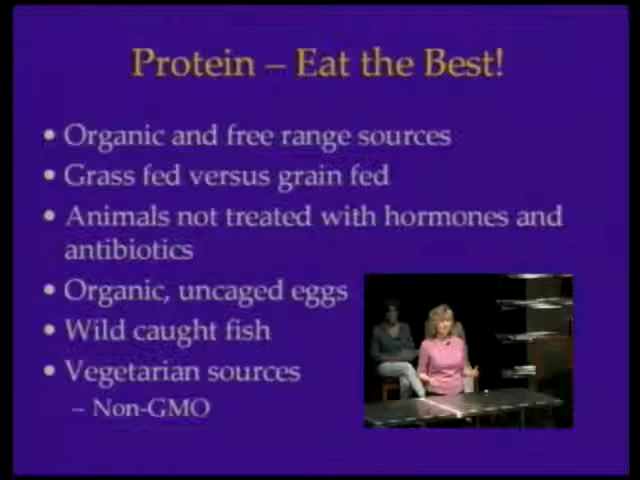 Protein – Eat the Best!
• Organic and free range sources
• Grass fed versus grain fed
• Animals not treated with hormones and
antibiotics
• Organic, uncaged eggs
• Wild caught fish
• Vegetarian sources
– Non-GMO